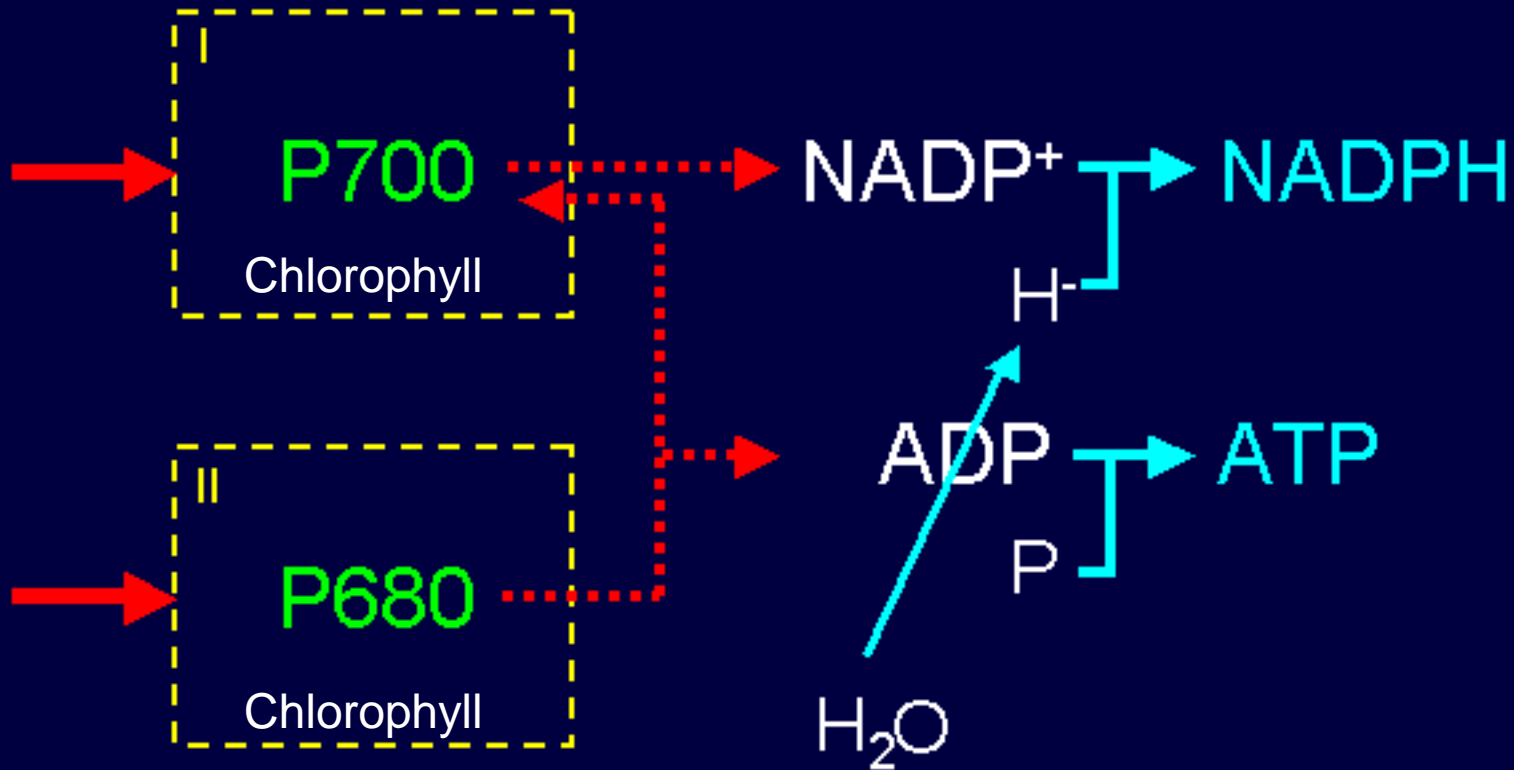 I
P700
NADP⁺
NADPH
Chlorophyll
H⁻
ADP
ATP
II
P
P680
Chlorophyll
H₂O